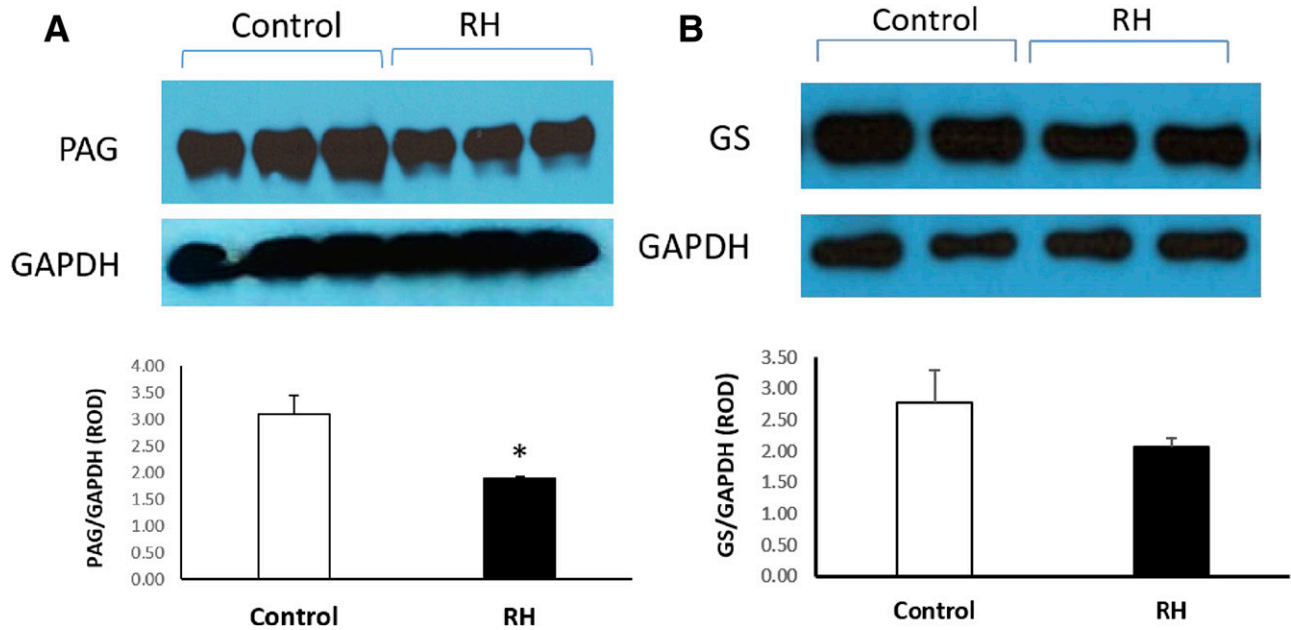 A
Control RH
PAG
GAPDH
PAG/GAPDH (ROD)
4.00
3.50
3.00
2.50
2.00
1.50
1.00
0.50
0.00
*
Control RH
B
Control RH
GS
GAPDH
GS/GAPDH (ROD)
3.50
3.00
2.50
2.00
1.50
1.00
0.50
0.00
Control RH